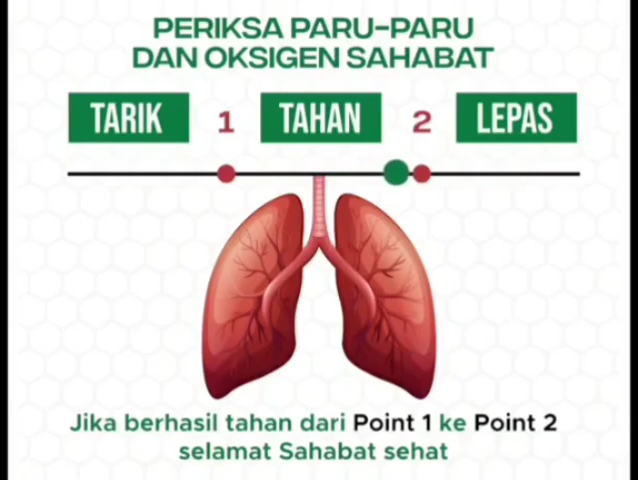 PERIKSA PARU-PARU
DAN OKSIGEN SAHABAT
TARIK 1 TAHAN 2 LEPAS
Jika berhasil tahan dari Point 1 ke Point 2
selamat Sahabat sehat